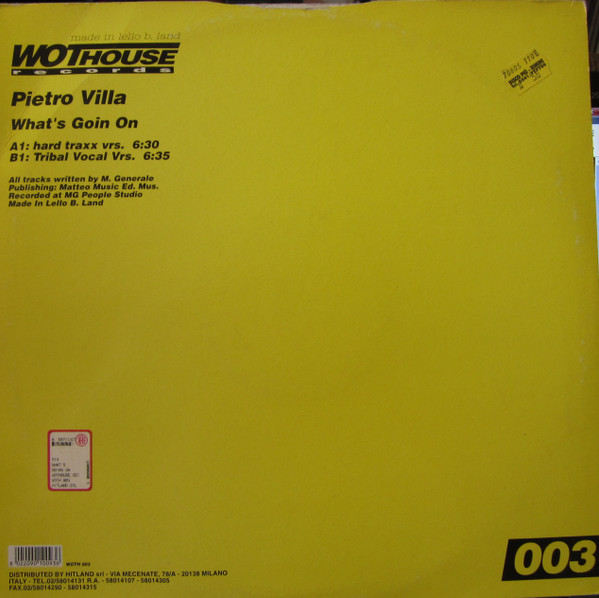 made in lello b. land
WOTHOUSE
records
Pietro Villa
What's Goin On
A1: hard traxx vrs. 6:30
B1: Tribal Vocal Vrs. 6:35
All tracks written by M. Generale
Publishing: Matteo Music Ed. Mus.
Recorded at MG People Studio
Made In Lello B. Land
WOTH 003
003
DISTRIBUTED BY HITLAND srl - VIA MECENATE, 76/A - 20138 MILANO
ITALY - TEL.02/58014131 R.A. - 58014107 - 58014305
FAX.02/58014290 - 58014315